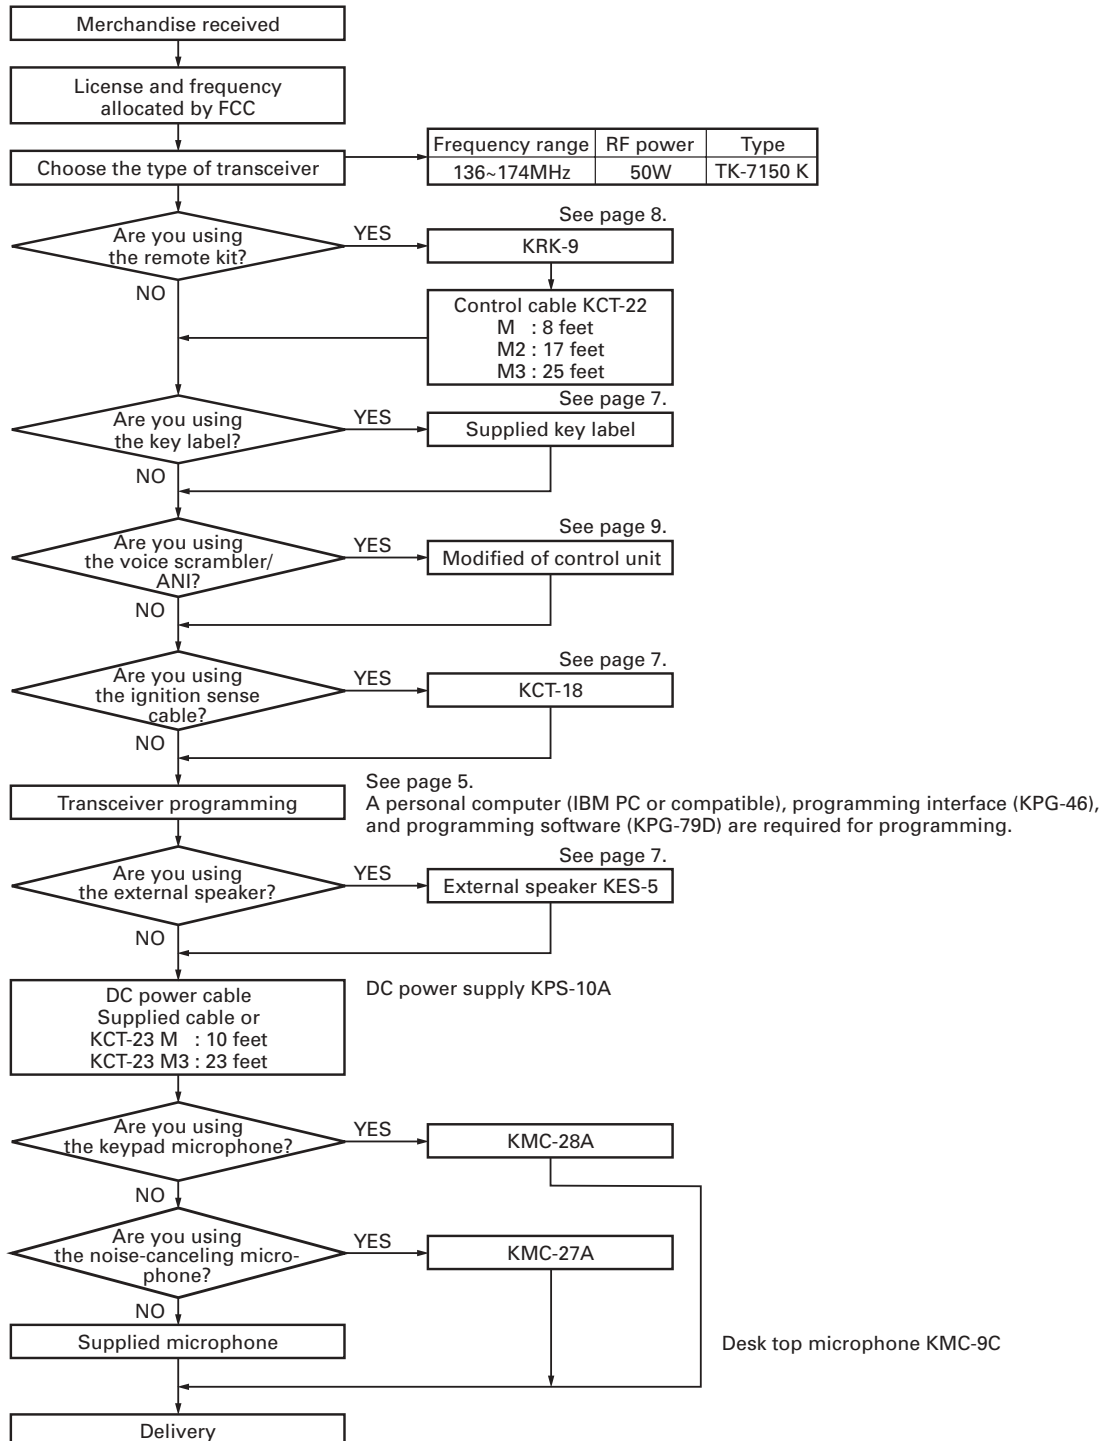 Merchandise received
License and frequency
allocated by FCC
Choose the type of transceiver
Frequency range RF power Type
136~174MHz 50W TK-7150 K
Are you using
the remote kit?
YES
NO
See page 8.
KRK-9
Control cable KCT-22
M : 8 feet
M2 : 17 feet
M3 : 25 feet
Are you using
the key label?
YES
NO
See page 7.
Supplied key label
Are you using
the voice scrambler/
ANI?
YES
NO
See page 9.
Modified of control unit
Are you using
the ignition sense
cable?
YES
NO
See page 7.
KCT-18
Transceiver programming
See page 5.
A personal computer (IBM PC or compatible), programming interface (KPG-46),
and programming software (KPG-79D) are required for programming.
Are you using
the external speaker?
YES
NO
See page 7.
External speaker KES-5
DC power cable
Supplied cable or
KCT-23 M : 10 feet
KCT-23 M3 : 23 feet
DC power supply KPS-10A
Are you using
the keypad microphone?
YES
NO
KMC-28A
Are you using
the noise-canceling micro-
phone?
YES
NO
KMC-27A
Supplied microphone
Desk top microphone KMC-9C
Delivery